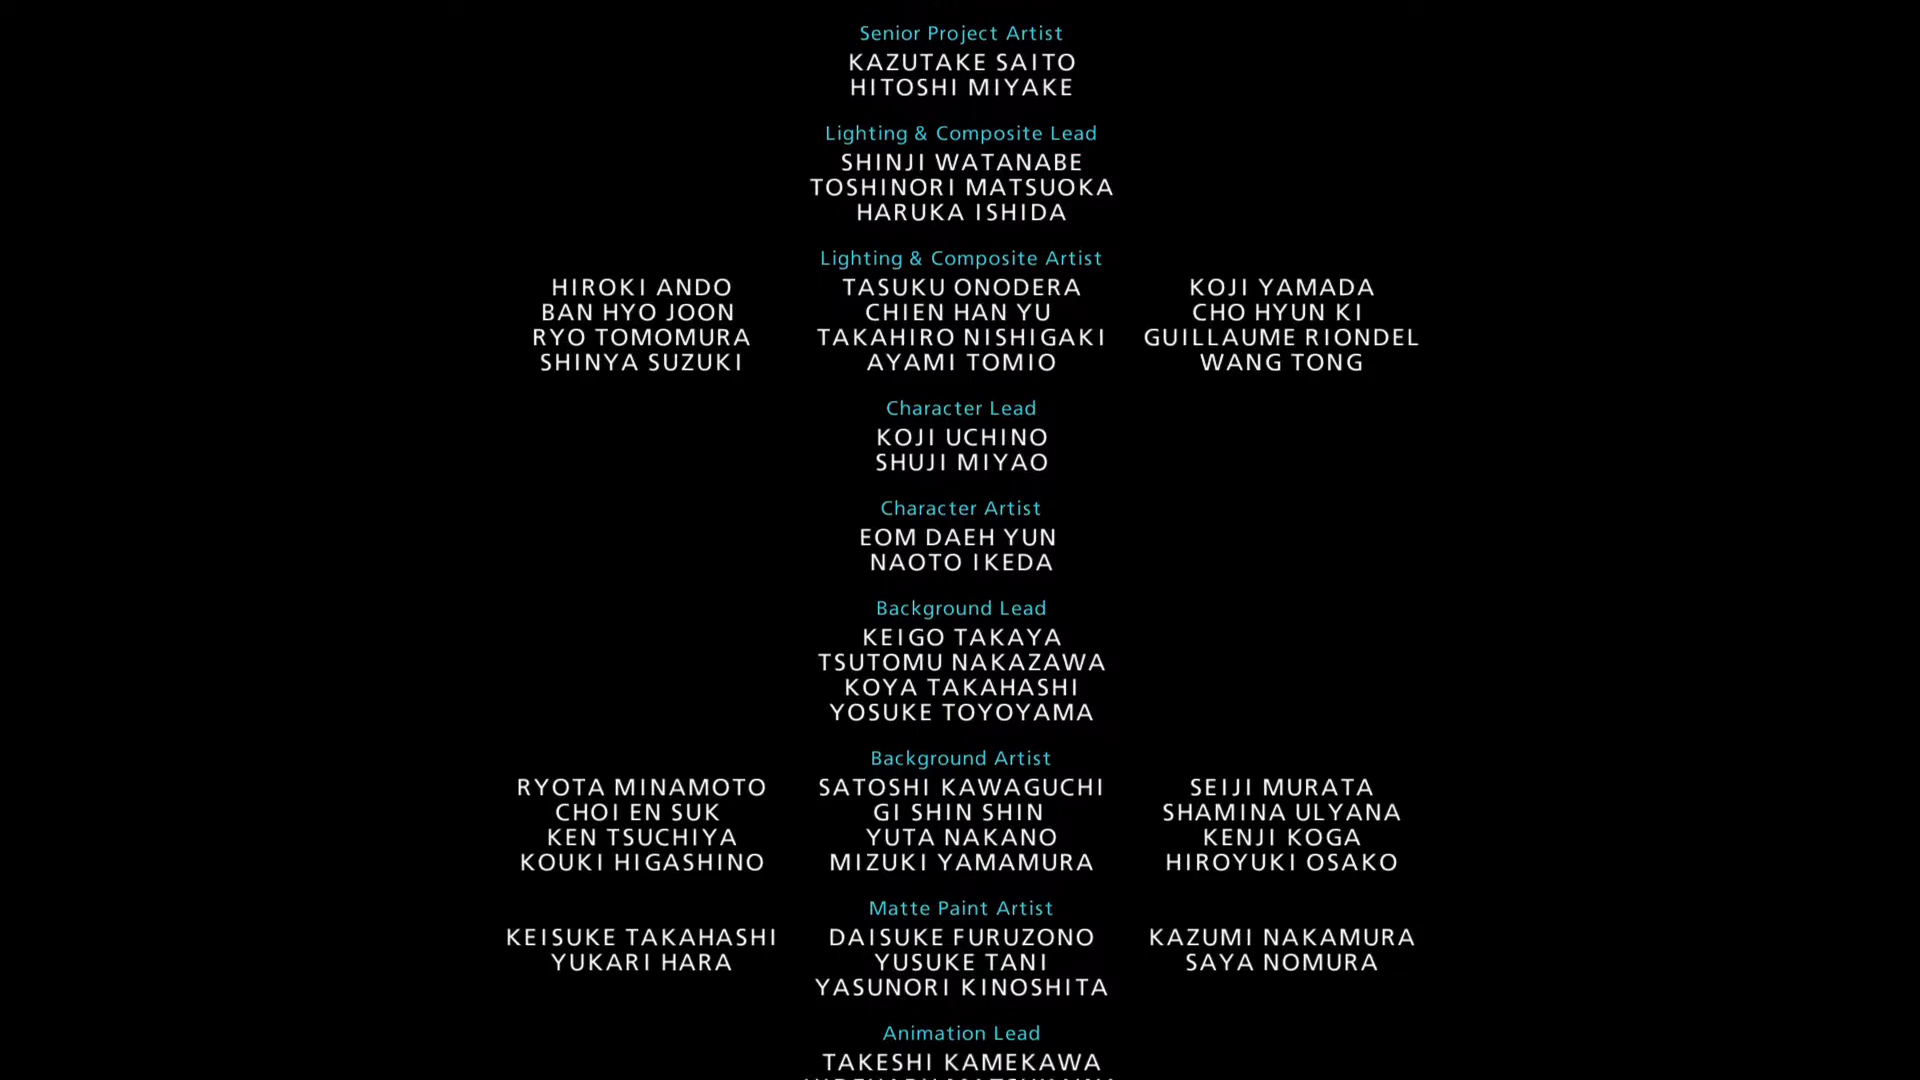 Senior Project Artist
KAZUTAKE SAITO
HITOSHI MIYAKE
Lighting & Composite Lead
SHINJI WATANABE
TOSHINORI MATSUOKA
HARUKA ISHIDA
Lighting & Composite Artist
HIROKI ANDO TASUKU ONODERA KOJI YAMADA
BAN HYO JOON CHIEN HAN YU CHO HYUN KI
RYO TOMOMURA TAKAHIRO NISHIGAKI GUILLAUME RIONDEL
SHINYA SUZUKI AYAMI TOMIO WANG TONG
Character Lead
KOJI UCHINO
SHUJI MIYAO
Character Artist
EOM DAEH YUN
NAOTO IKEDA
Background Lead
KEIGO TAKAYA
TSUTOMU NAKAZAWA
KOYA TAKAHASHI
YOSUKE TOYOYAMA
Background Artist
RYOTA MINAMOTO SATOSHI KAWAGUCHI SEIJI MURATA
CHOI EN SUK GI SHIN SHIN SHAMINA ULYANA
KEN TSUCHIYA YUTA NAKANO KENJI KOGA
KOUKI HIGASHINO MIZUKI YAMAMURA HIROYUKI OSAKO
Matte Paint Artist
KEISUKE TAKAHASHI DAISUKE FURUZONO KAZUMI NAKAMURA
YUKARI HARA YUSUKE TANI SAYA NOMURA
YASUNORI KINOSHITA
Animation Lead
TAKESHI KAMEKAWA